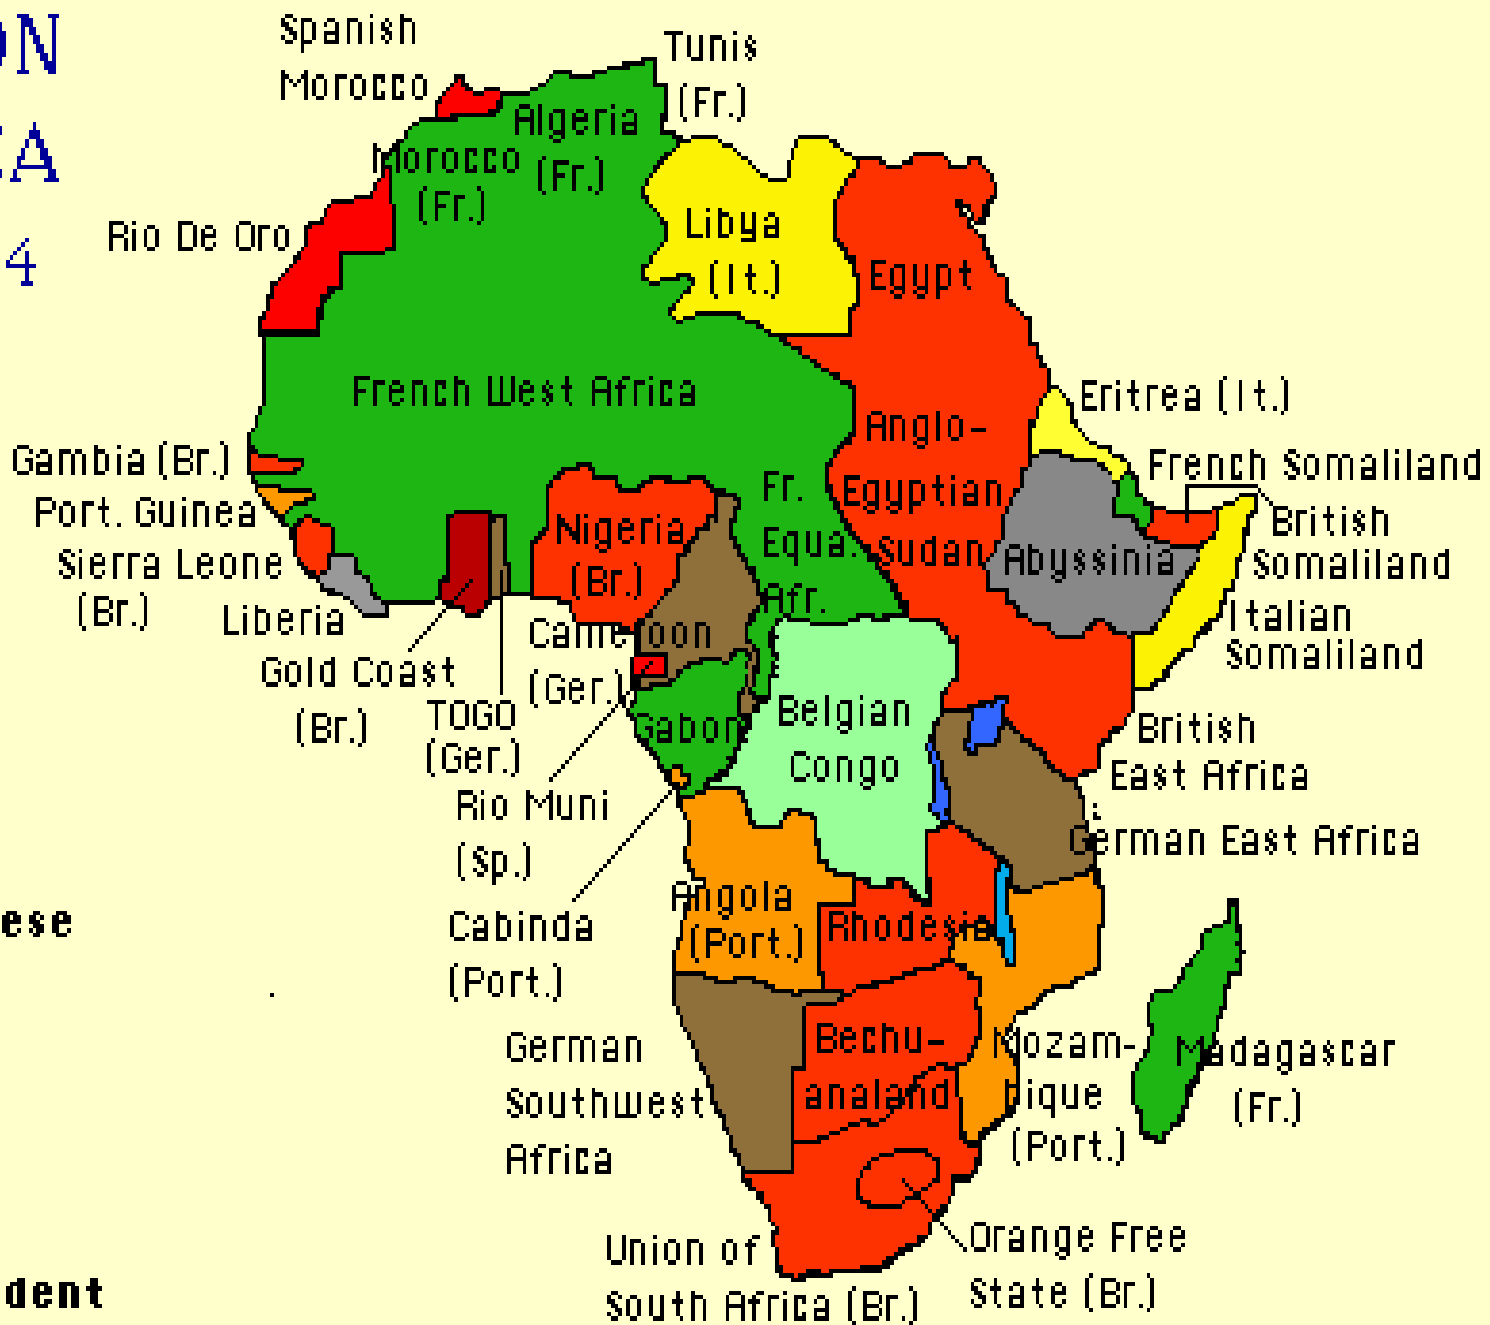 ON
CA
4
Spanish
Morocco
Tunis
(Fr.)
Algeria
(Fr.)
Morocco
(Fr.)
Rio De Oro
Libya
(It.)
Egypt
French West Africa
Eritrea (It.)
Anglo-
Egyptian
Sudan
Gambia (Br.)
French Somaliland
Port. Guinea
Fr.
Equa.
Afr.
Nigeria
(Br.)
British
Somaliland
Abyssinia
Sierra Leone
(Br.)
Liberia
Italian
Somaliland
Cameroon
(Ger.)
Gold Coast
(Br.)
TOGO
(Ger.)
Gabon
Belgian
Congo
British
East Africa
Rio Muni
(Sp.)
German East Africa
Cabinda
(Port.)
Angola
(Port.)
Rhodesia
ese
German
Southwest
Africa
Bechu-
analand
Mozam-
bique
(Port.)
Madagascar
(Fr.)
Union of
South Africa (Br.)
Orange Free
State (Br.)
dent